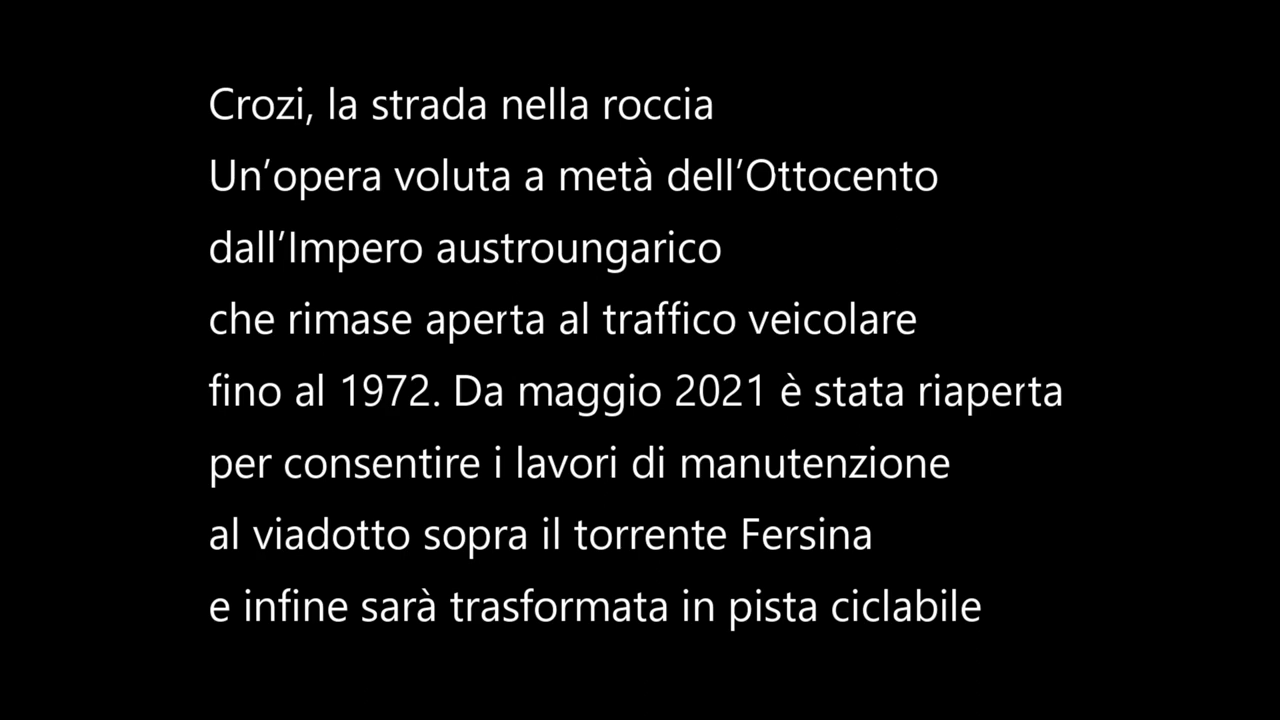 Crozi, la strada nella roccia
Un’opera voluta a metà dell’Ottocento
dall’Impero austroungarico
che rimase aperta al traffico veicolare
fino al 1972. Da maggio 2021 è stata riaperta
per consentire i lavori di manutenzione
al viadotto sopra il torrente Fersina
e infine sarà trasformata in pista ciclabile